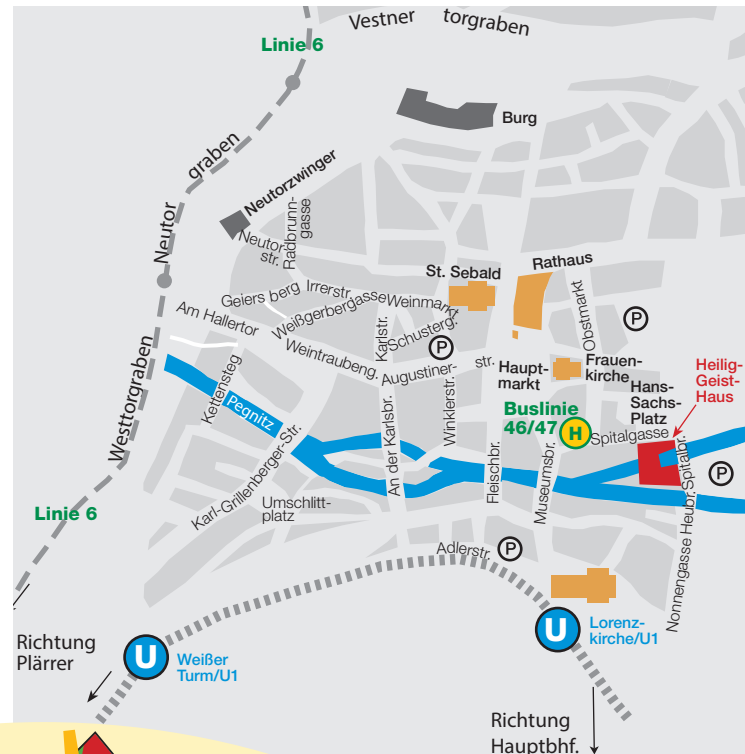 Vestner torgraben
Linie 6
Burg
graben
Neutorzwinger
Neutor
Neutor-
str.
Radbrunn-
gasse
St. Sebald
Rathaus
Geiersberg
Irrerstr.
Weinmarkt
Weißgerbergasse
Am Hallertor
Karlstr.
Schusterg.
P
Obstmarkt
P
Weintraubeng.
Augustiner-
str.
Haupt-
markt
Frauen-
kirche
Heilig-
Geist-
Haus
Hans-
Sachs-
Platz
Westtorgraben
Kettensteg
Pegnitz
Winklerstr.
Buslinie
46/47
H
Spitalgasse
P
Karl-Grillenberger-Str.
An der Karlsbr.
Fleischbr.
Museumsbr.
Nonnengasse Heubr.
Spitalbr.
Umschlitt-
platz
Linie 6
Adlerstr.
P
Richtung
Plärrer
U
Weißer
Turm/U1
U
Lorenz-
kirche/U1
Richtung
Hauptbhf.